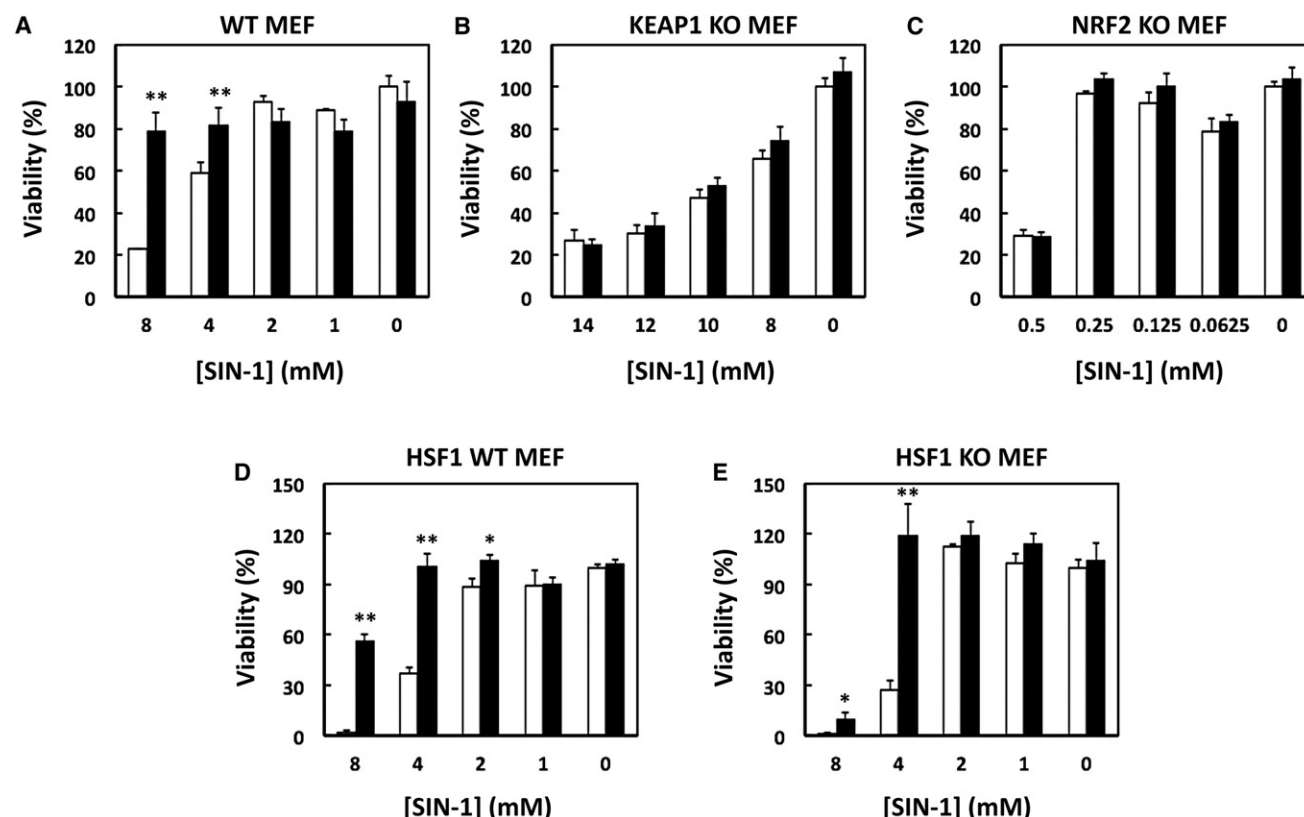 A WT MEF
120
100
80
60
40
20
0
Viability (%)
** **
8 4 2 1 0
[SIN-1] (mM)
B KEAP1 KO MEF
120
100
80
60
40
20
0
Viability (%)
14 12 10 8 0
[SIN-1] (mM)
C NRF2 KO MEF
120
100
80
60
40
20
0
Viability (%)
0.5 0.25 0.125 0.0625 0
[SIN-1] (mM)
D HSF1 WT MEF
150
120
90
60
30
0
Viability (%)
** ** *
8 4 2 1 0
[SIN-1] (mM)
E HSF1 KO MEF
150
120
90
60
30
0
Viability (%)
* **
8 4 2 1 0
[SIN-1] (mM)